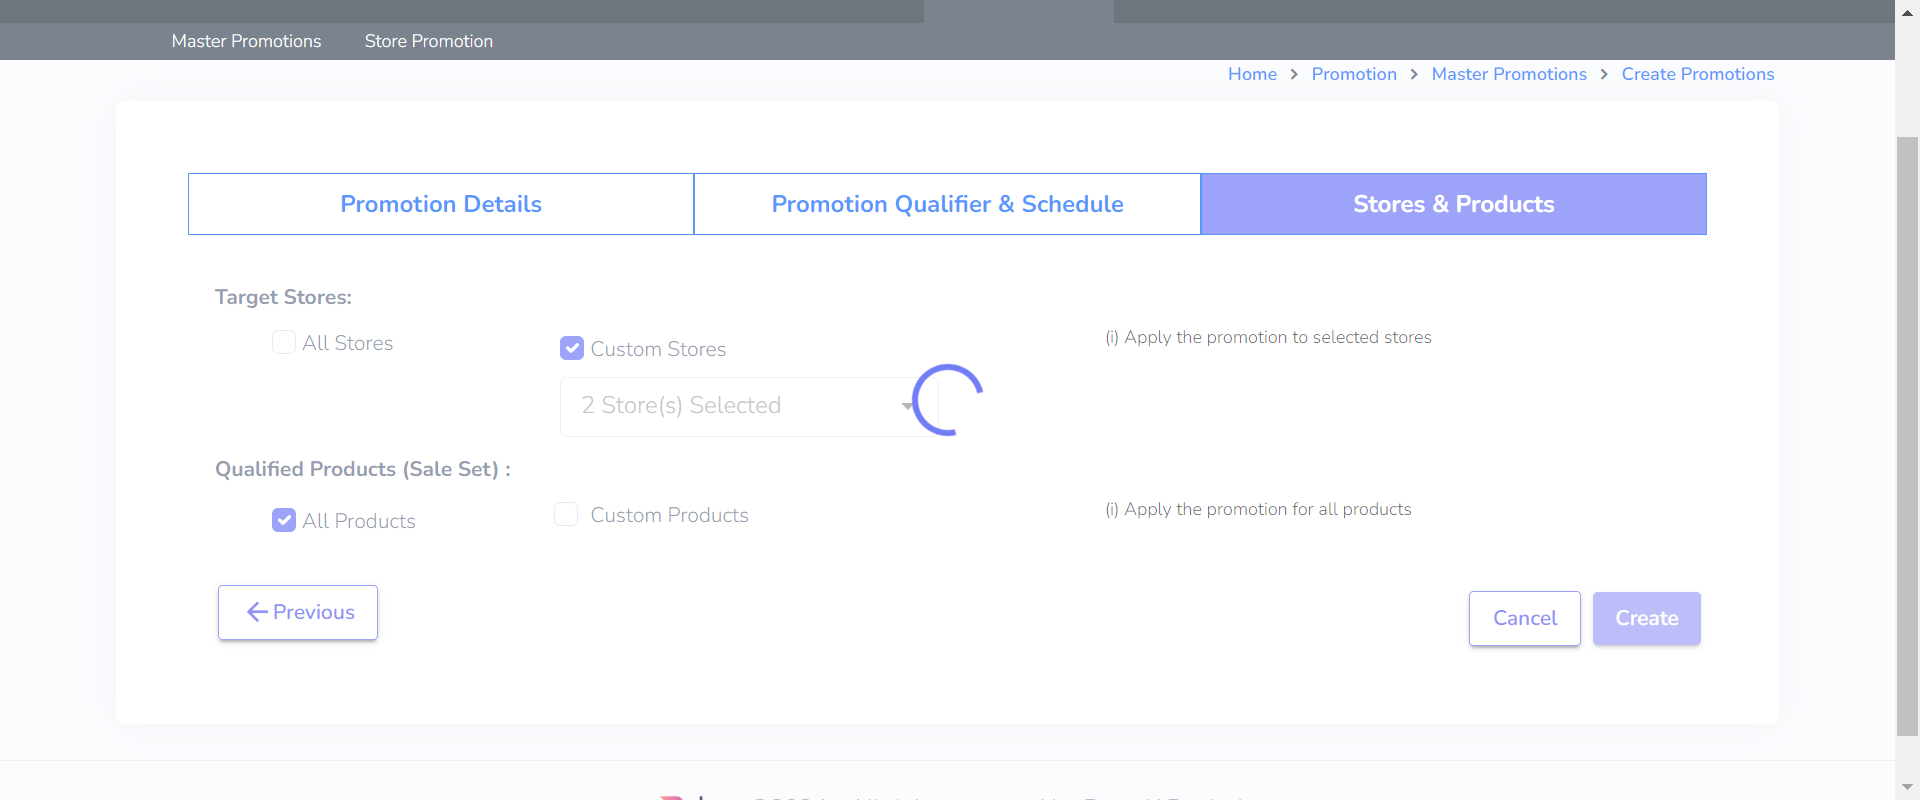 Master Promotions Store Promotion
Home > Promotion > Master Promotions > Create Promotions
Promotion Details Promotion Qualifier & Schedule Stores & Products
Target Stores:
All Stores Custom Stores (i) Apply the promotion to selected stores
2 Store(s) Selected
Qualified Products (Sale Set) :
All Products Custom Products (i) Apply the promotion for all products
Previous Cancel Create